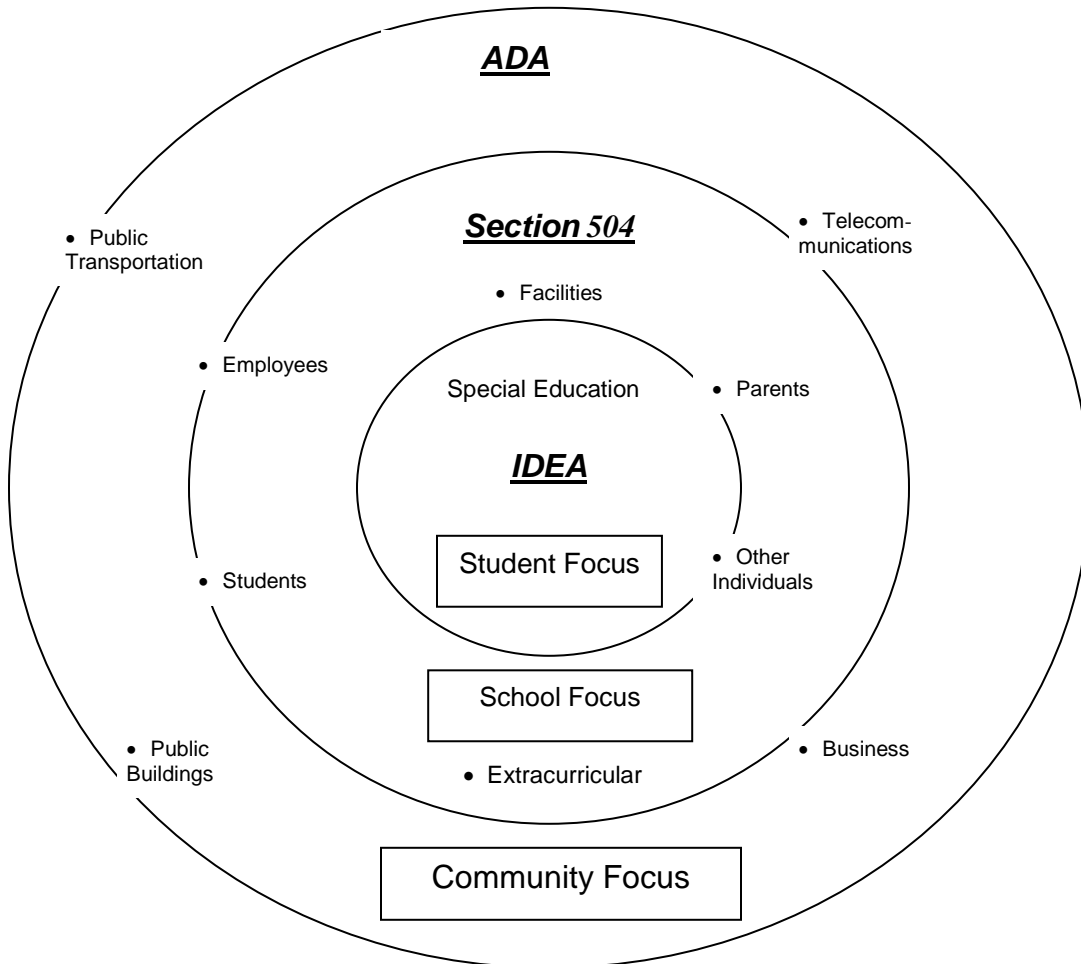 ADA
• Public
Transportation
• Telecom-
munications
Section 504
• Facilities
• Employees
Special Education
• Parents
IDEA
Student Focus
• Other
Individuals
• Students
School Focus
• Public
Buildings
• Business
• Extracurricular
Community Focus